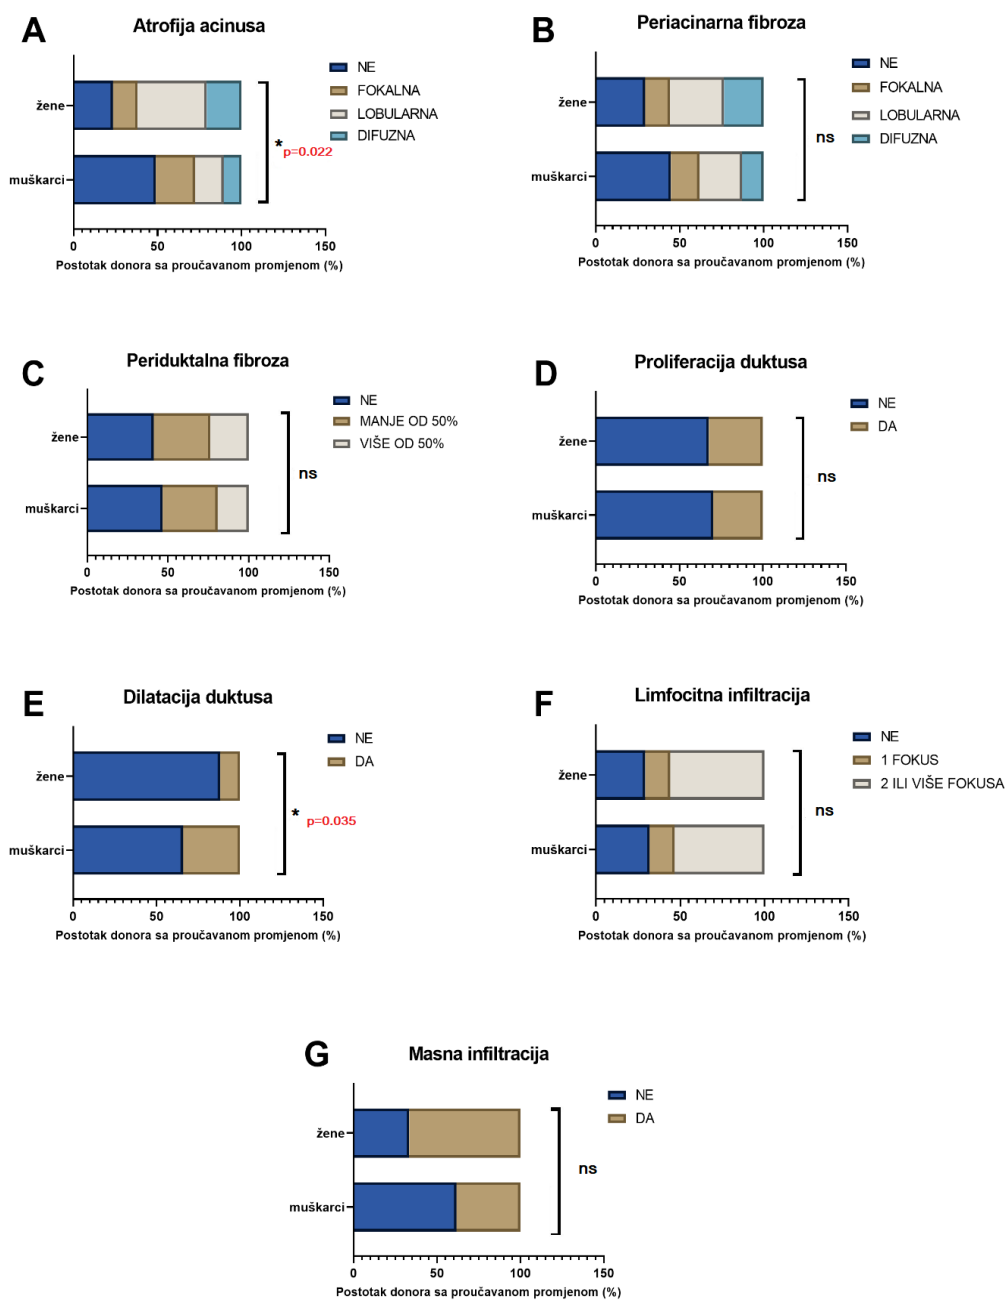 A
Atrofija acinusa
NE
FOKALNA
LOBULARNA
DIFUZNA
žene
muškarci
*
p=0.022
0 50 100 150
Postotak donora sa proučavanom promjenom (%)
B
Periacinarna fibroza
NE
FOKALNA
LOBULARNA
DIFUZNA
žene
muškarci
ns
0 50 100 150
Postotak donora sa proučavanom promjenom (%)
C
Periduktalna fibroza
NE
MANJE OD 50%
VIŠE OD 50%
žene
muškarci
ns
0 50 100 150
Postotak donora sa proučavanom promjenom (%)
D
Proliferacija duktusa
NE
DA
žene
muškarci
ns
0 50 100 150
Postotak donora sa proučavanom promjenom (%)
E
Dilatacija duktusa
NE
DA
žene
muškarci
*
p=0.035
0 50 100 150
Postotak donora sa proučavanom promjenom (%)
F
Limfocitna infiltracija
NE
1 FOKUS
2 ILI VIŠE FOKUSA
žene
muškarci
ns
0 50 100 150
Postotak donora sa proučavanom promjenom (%)
G
Masna infiltracija
NE
DA
žene
muškarci
ns
0 50 100 150
Postotak donora sa proučavanom promjenom (%)